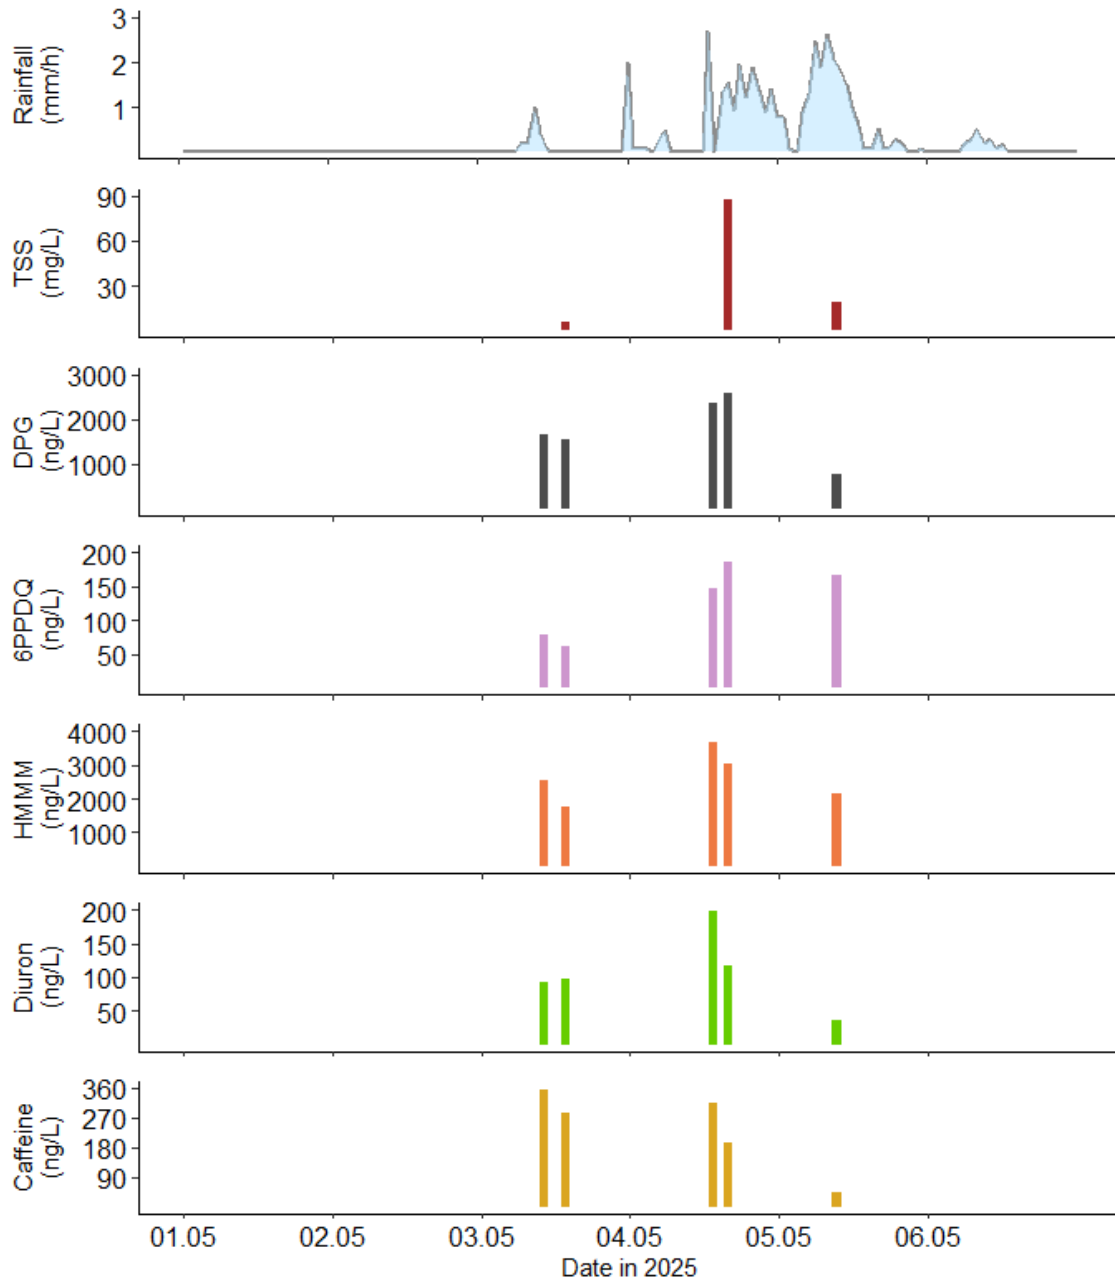 Rainfall
(mm/h)
3
2
1
TSS
(mg/L)
90
60
30
DPG
(ng/L)
3000
2000
1000
6PPDQ
(ng/L)
200
150
100
50
HMMM
(ng/L)
4000
3000
2000
1000
Diuron
(ng/L)
200
150
100
50
Caffeine
(ng/L)
360
270
180
90
01.05 02.05 03.05 04.05 05.05 06.05
Date in 2025